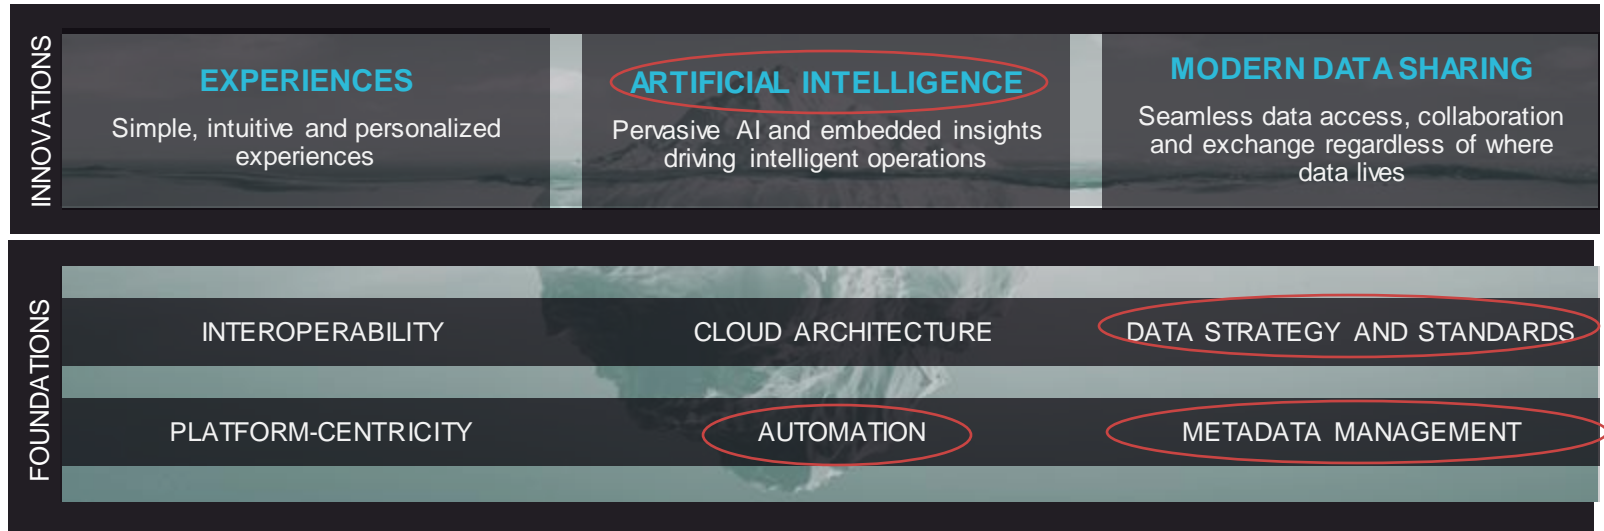 INNOVATIONS
EXPERIENCES
Simple, intuitive and personalized
experiences
ARTIFICIAL INTELLIGENCE
Pervasive AI and embedded insights
driving intelligent operations
MODERN DATA SHARING
Seamless data access, collaboration
and exchange regardless of where
data lives
FOUNDATIONS
INTEROPERABILITY
CLOUD ARCHITECTURE
DATA STRATEGY AND STANDARDS
PLATFORM-CENTRICITY
AUTOMATION
METADATA MANAGEMENT